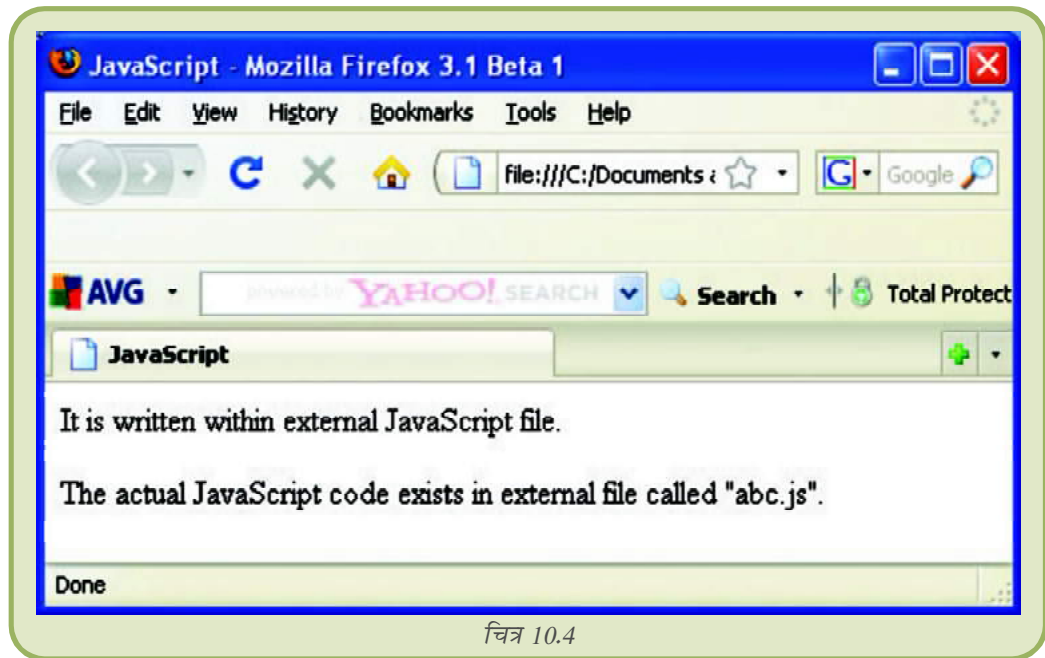 JavaScript - Mozilla Firefox 3.1 Beta 1
File Edit View History Bookmarks Tools Help
file:///C:/Documents a G Google
AVG powered by YAHOO! SEARCH Search Total Protect
JavaScript
It is written within external JavaScript file.
The actual JavaScript code exists in external file called "abc.js".
Done
चित्र 10.4